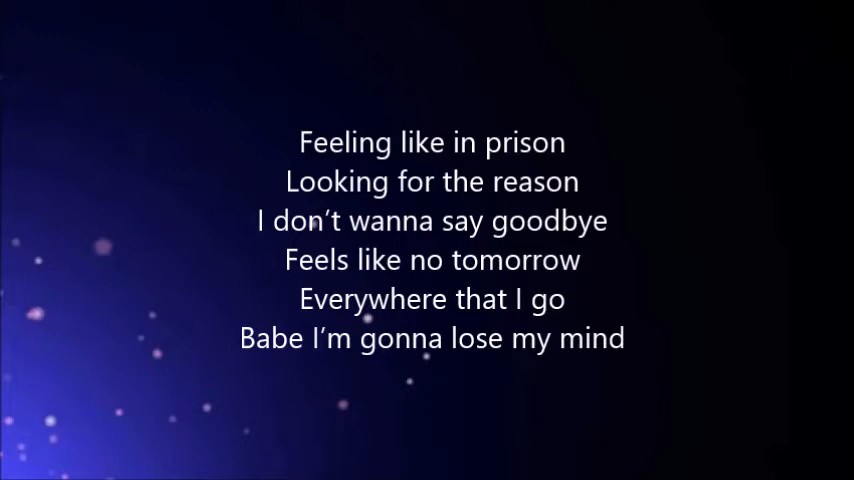 Feeling like in prison
Looking for the reason
I don’t wanna say goodbye
Feels like no tomorrow
Everywhere that I go
Babe I’m gonna lose my mind